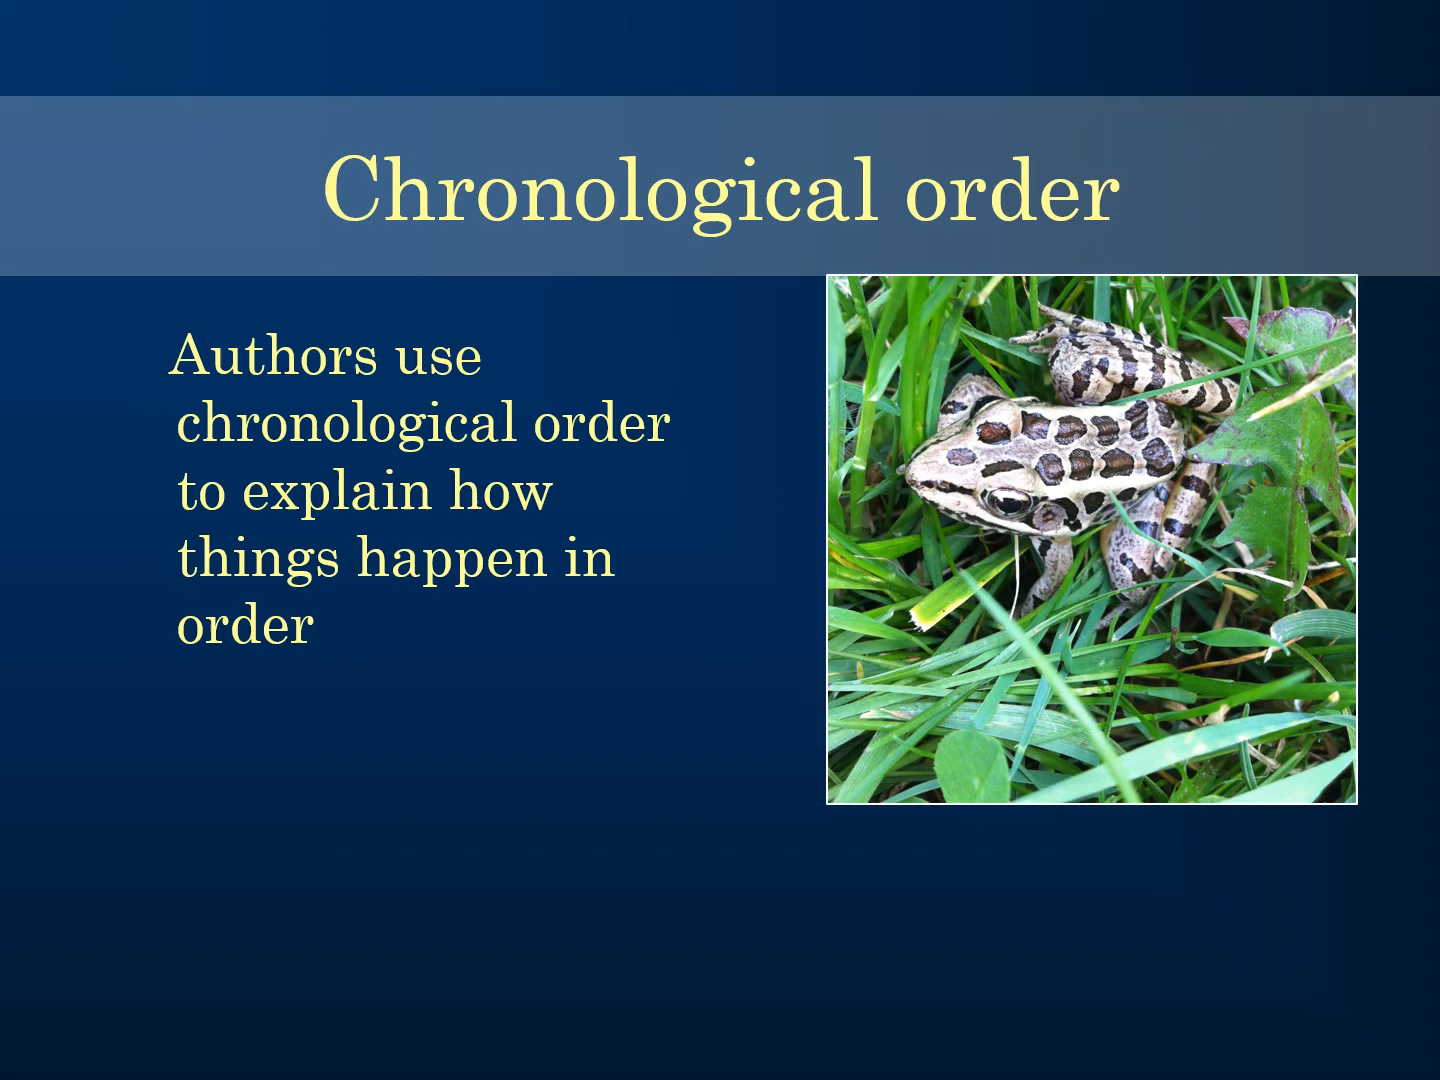 Chronological order
Authors use
chronological order
to explain how
things happen in
order